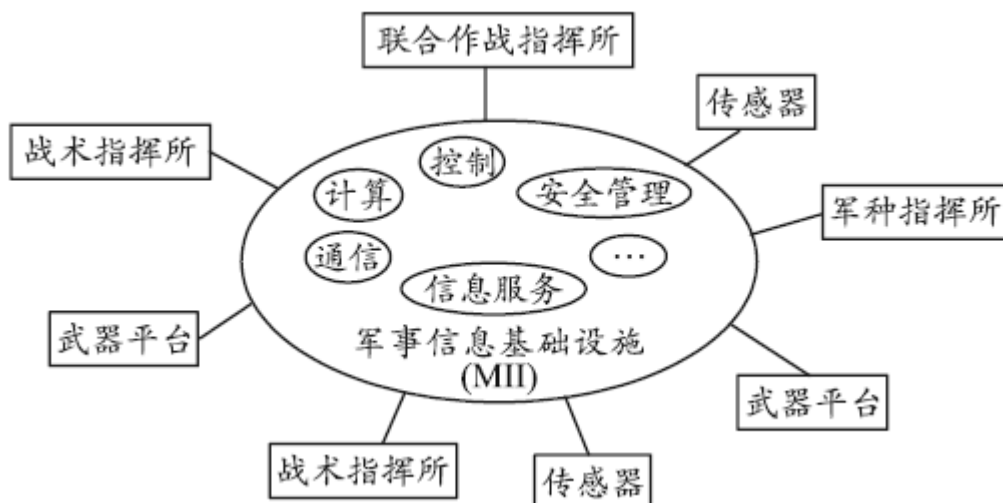 联合作战指挥所
传感器
战术指挥所
控制
计算
安全管理
军种指挥所
通信
…
信息服务
武器平台
军事信息基础设施
(MII)
武器平台
战术指挥所
传感器